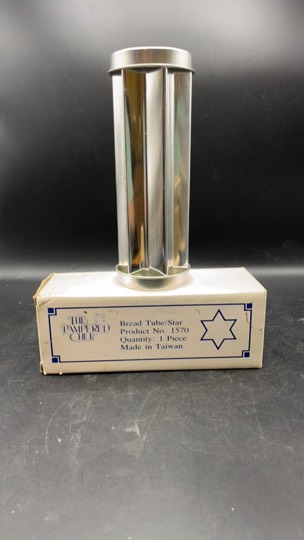 THE
PAMPERED
CHEF
Bread Tube/Star
Product No. 1570
Quantity: 1 Piece
Made in Taiwan